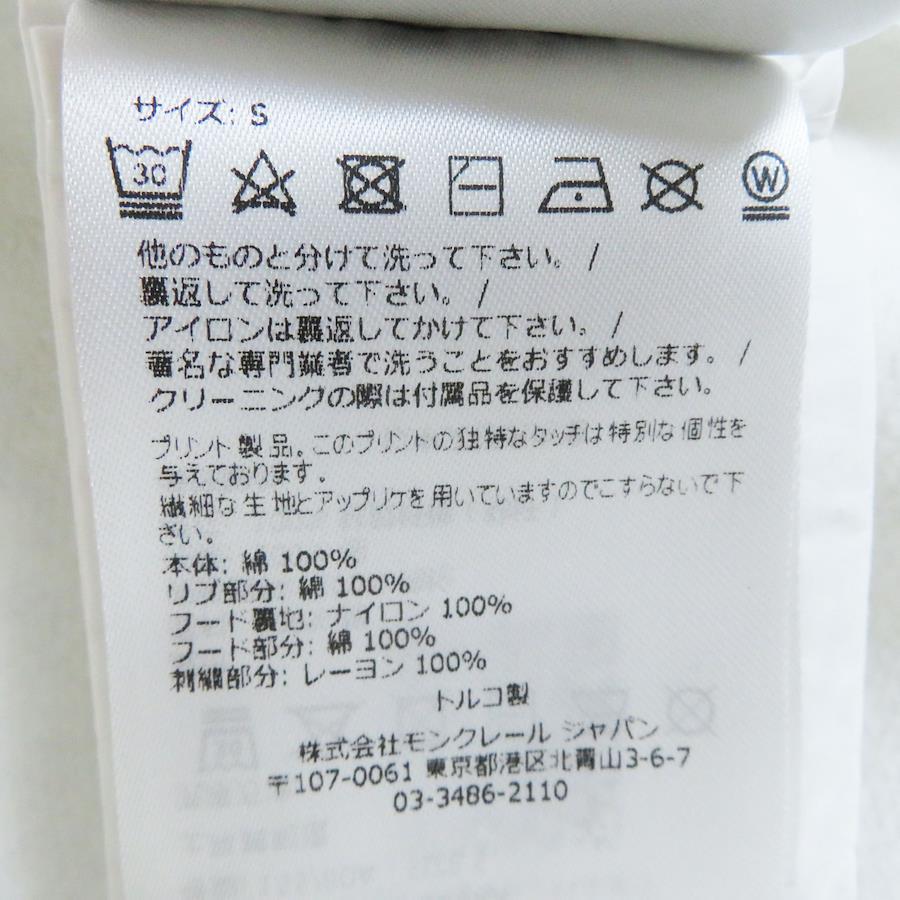 サイズ: S
30 W
他のものと分けて洗って下さい。 /
裏返して洗って下さい。 /
アイロンは裏返してかけて下さい。 /
著名な専門業者で洗うことをおすすめします。 /
クリーニングの際は付属品を保護して下さい。
プリント製品。このプリントの独特なタッチは特別な個性を
与えております。
繊細な生地とアップリケを用いていますのでこすらないで下
さい。
本体: 綿 100%
リブ部分: 綿 100%
フード裏地: ナイロン 100%
フード部分: 綿 100%
刺繍部分: レーヨン 100%
トルコ製
株式会社モンクレール ジャパン
〒107-0061 東京都港区北青山3-6-7
03-3486-2110